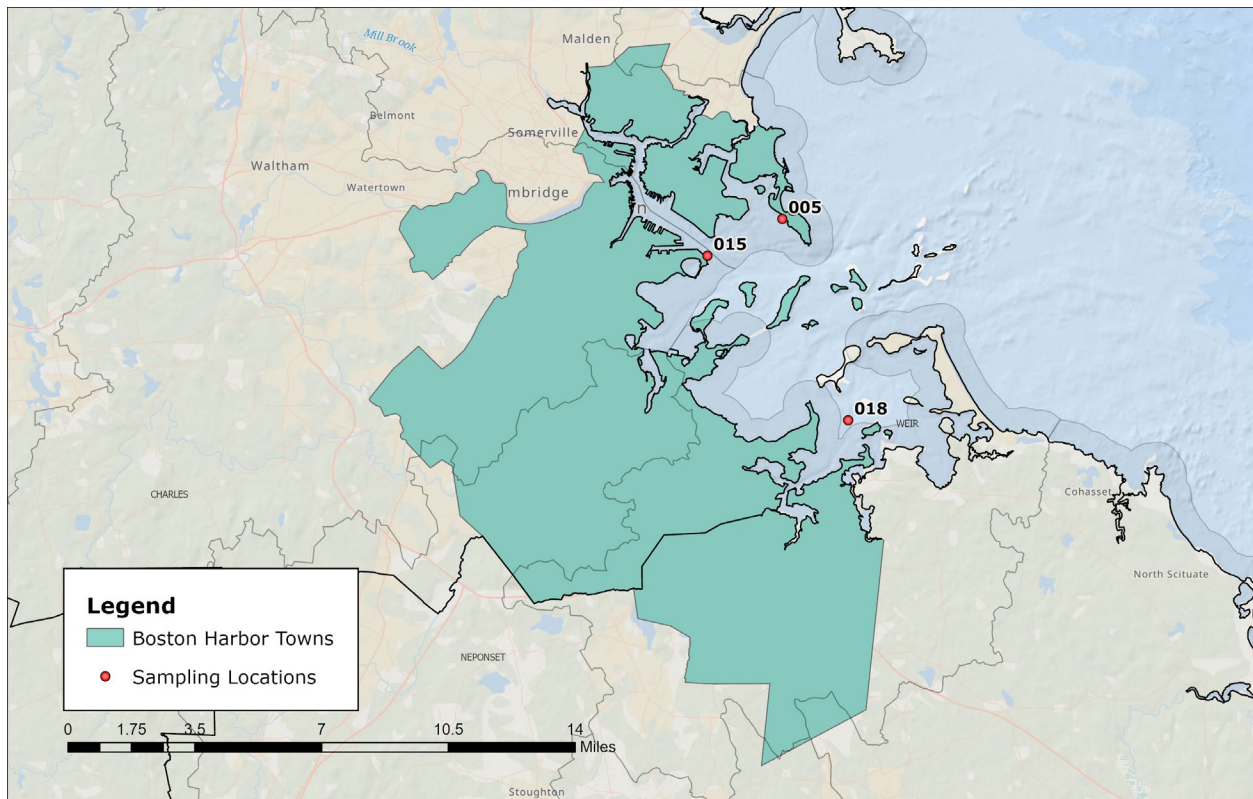 Malden
Mill Brook
Belmont
Somerville
Waltham
Watertown
mbridge
n
005
015
018
WEIR
CHARLES
Cohasset
North Scituate
Legend
Boston Harbor Towns
Sampling Locations
NEPONSET
0 1.75 3.5 7 10.5 14
Miles
Stoughton